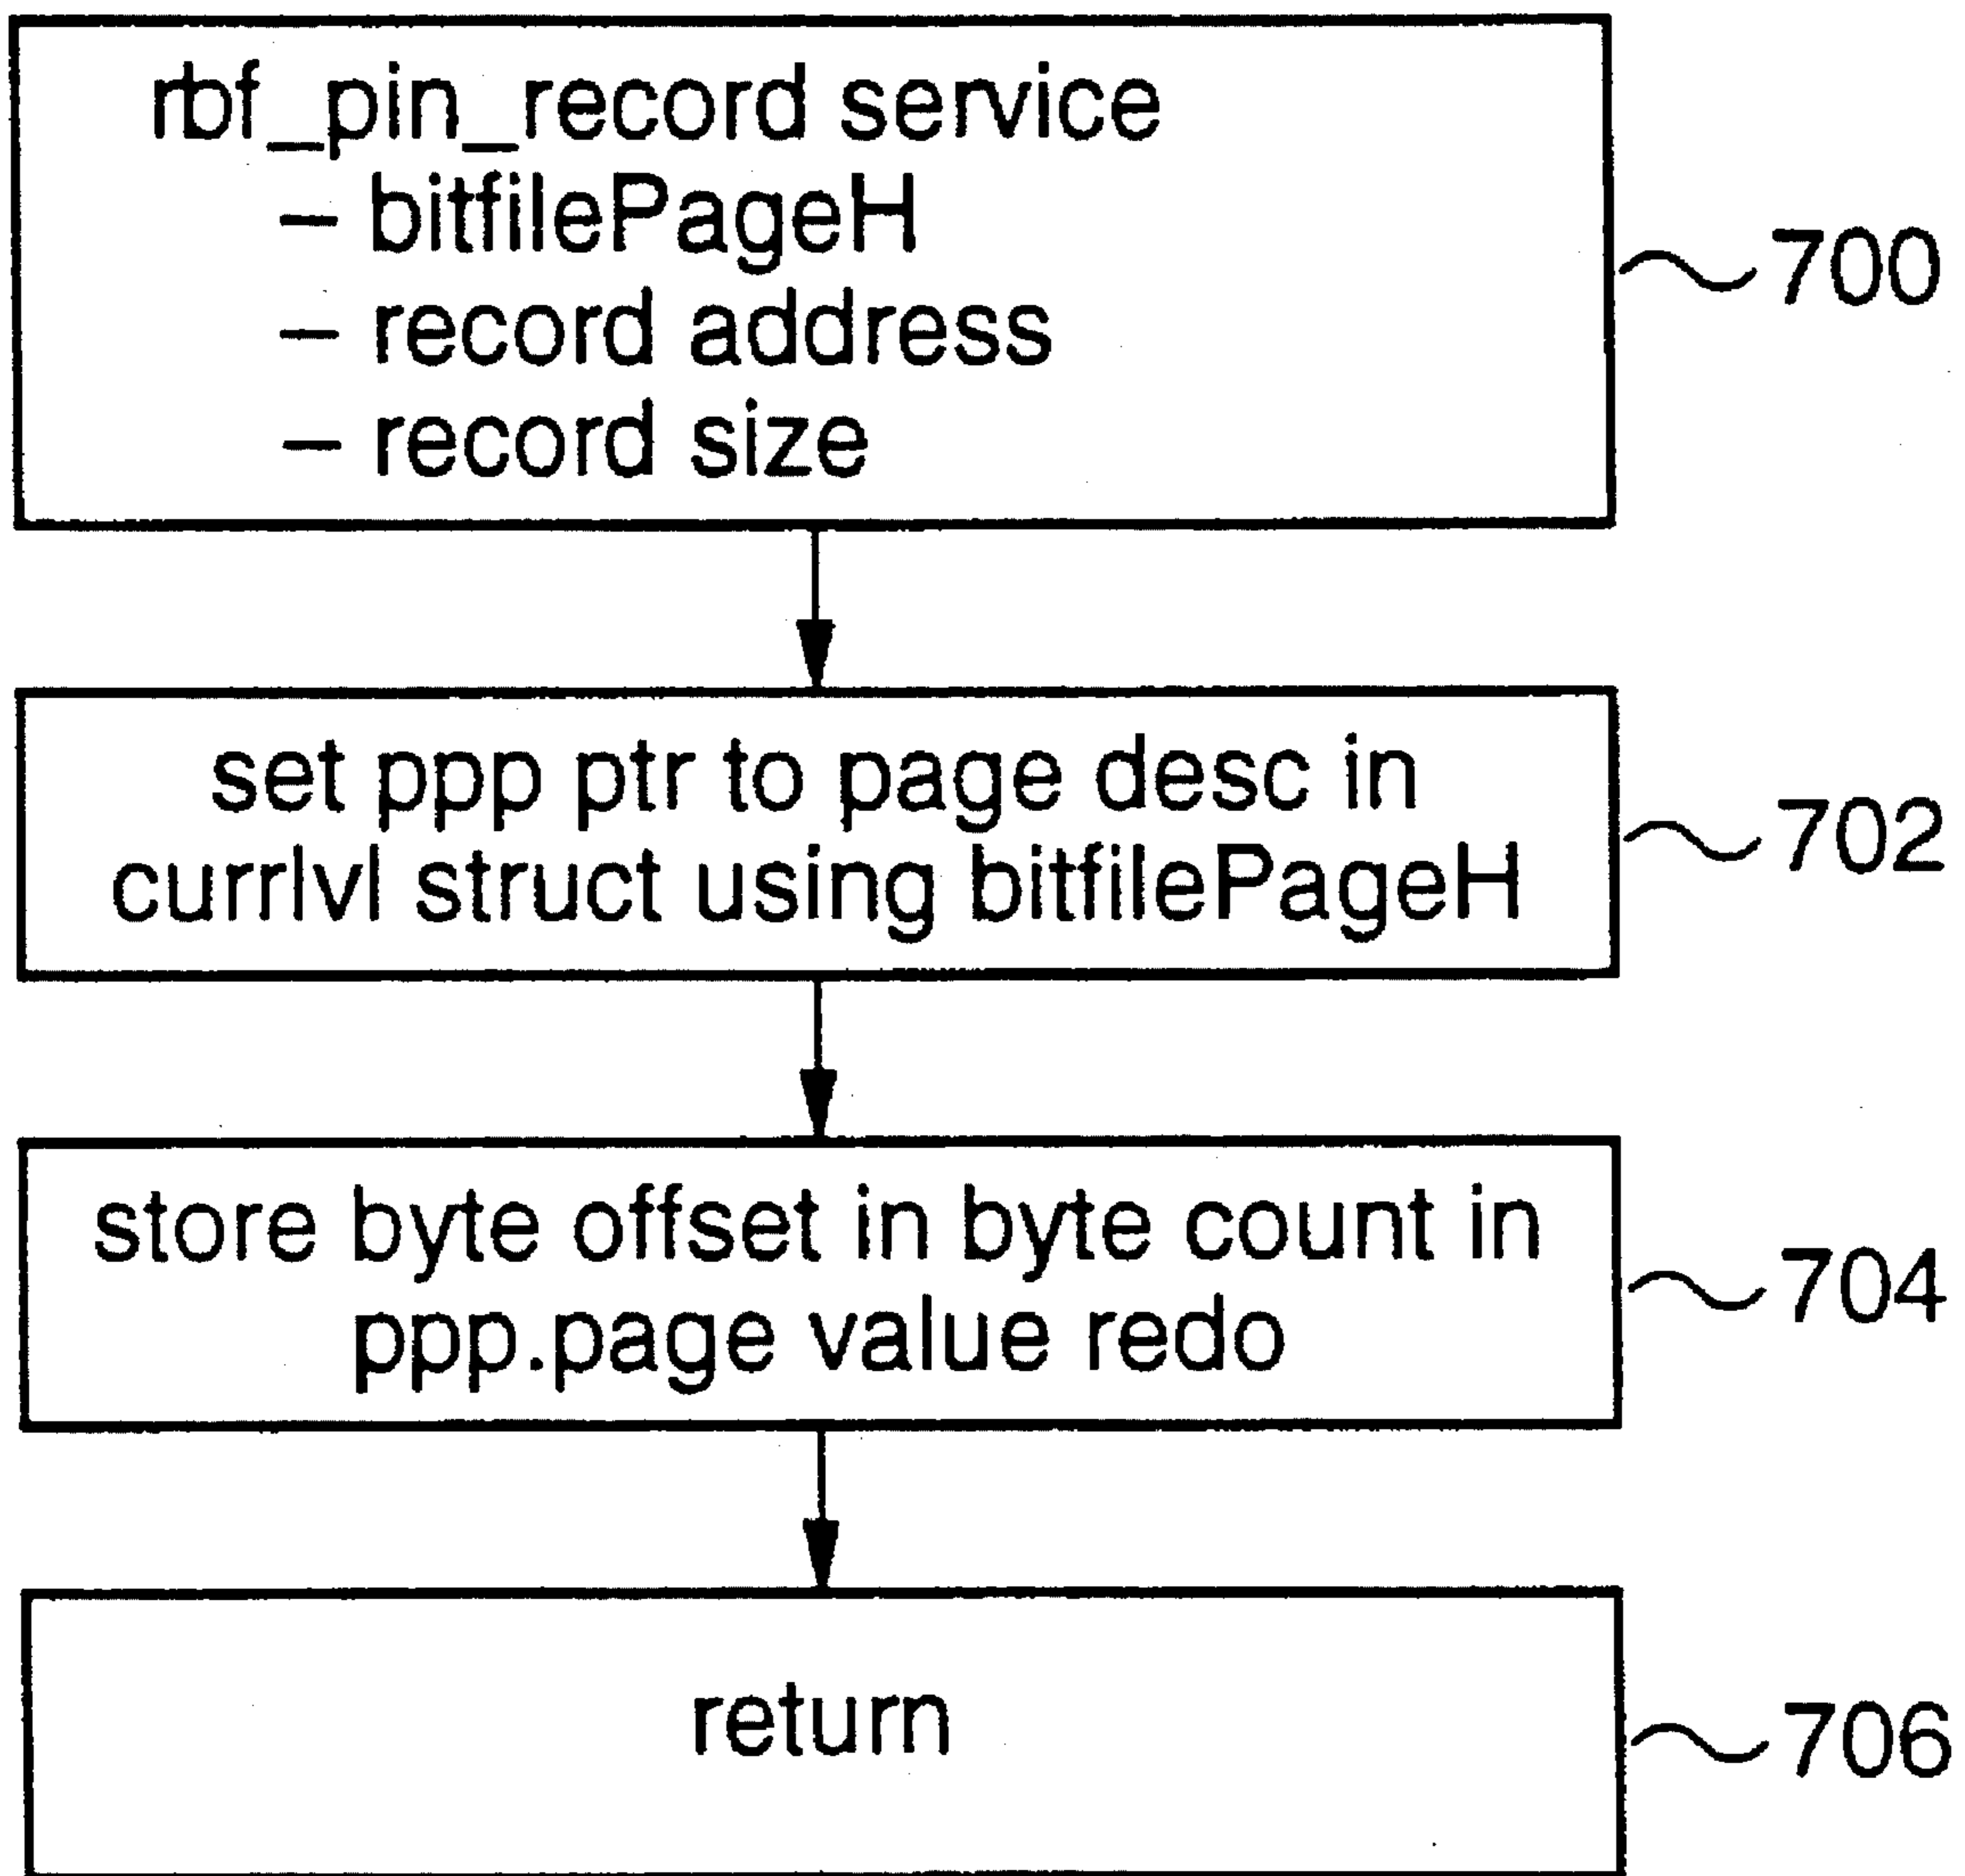 rbf_pin_record service
– bitfilePageH
– record address
– record size
700
set ppp ptr to page desc in
currlvl struct using bitfilePageH
702
store byte offset in byte count in
ppp.page value redo
704
return
706